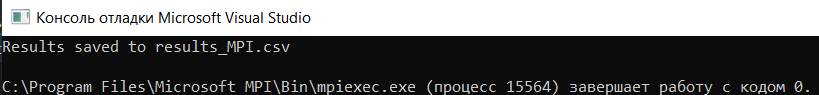 Консоль отладки Microsoft Visual Studio
Results saved to results_MPI.csv
C:\Program Files\Microsoft MPI\Bin\mpiexec.exe (процесс 15564) завершает работу с кодом 0.